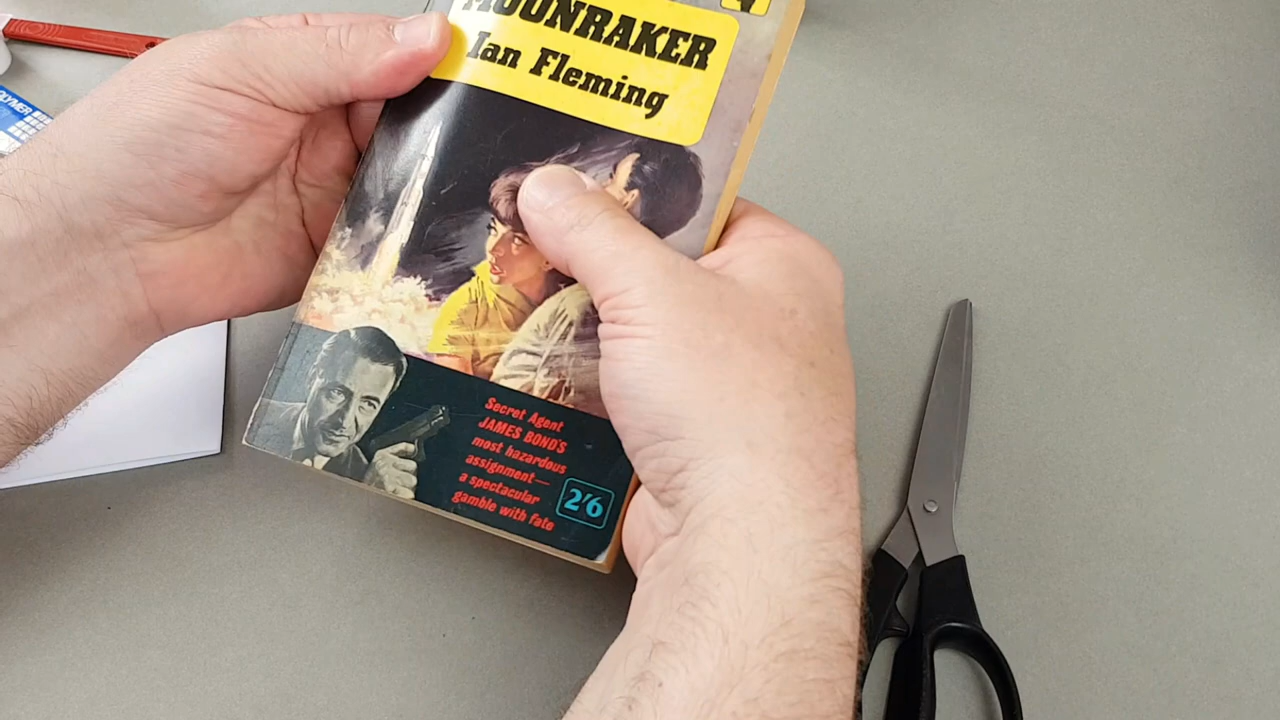 MOONRAKER
Ian Fleming
Secret Agent
JAMES BOND'S
most hazardous
assignment—
a spectacular
gamble with fate
2'6